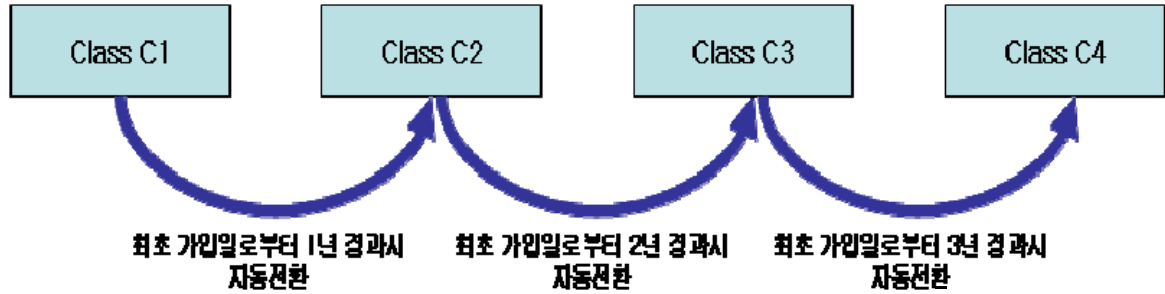 Class C1
Class C2
Class C3
Class C4
최초 가입일로부터 1년 경과시
자동전환
최초 가입일로부터 2년 경과시
자동전환
최초 가입일로부터 3년 경과시
자동전환